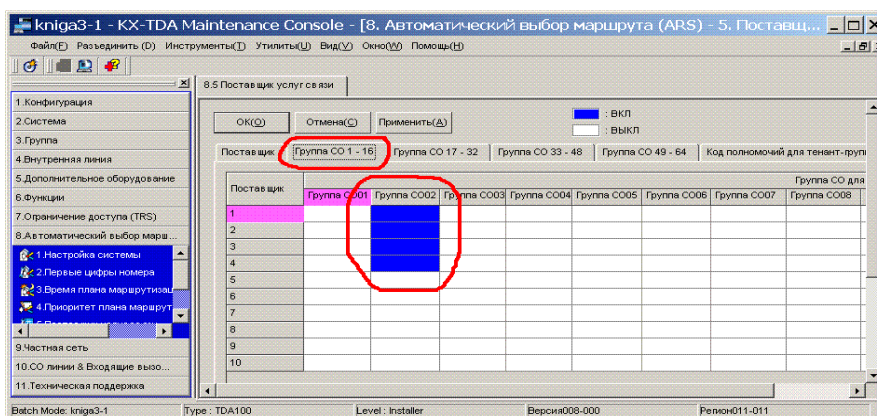 kniga3-1 - KX-TDA Maintenance Console - [8. Автоматический выбор маршрута (ARS) - 5. Поставщ...
Файл(F) Разъединить (D) Инструменты(T) Утилиты(U) Вид(V) Окно(W) Помощь(H)
8.5 Поставщик услуг связи
1.Конфигурация
2.Система
3.Группа
4.Внутренняя линия
5.Дополнительное оборудование
6.Функции
7.Ограничение доступа (TRS)
8.Автоматический выбор марш...
1.Настройка системы
2.Первые цифры номера
3.Время плана маршрутизац
4.Приоритет плана маршрут
9.Частная сеть
10.CO линии & Входящие вызо...
11.Техническая поддержка
ОК(O) Отмена(C) Применить(A)
: ВКЛ
: ВЫКЛ
Поставщик Группа CO 1 - 16 Группа CO 17 - 32 Группа CO 33 - 48 Группа CO 49 - 64 Код полномочий для тенант-груп
Поставщик Группа CO для
Группа CO01 Группа CO02 Группа CO03 Группа CO04 Группа CO05 Группа CO06 Группа CO07 Группа CO08
1
2
3
4
5
6
7
8
9
10
Batch Mode: kniga3-1 Type : TDA100 Level : Installer Версия008-000 Регион011-011